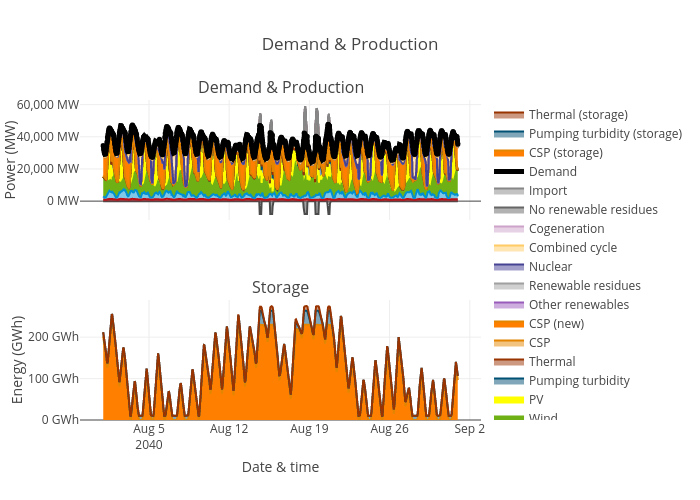 Demand & Production
Demand & Production
60,000 MW
40,000 MW
20,000 MW
0 MW
Power (MW)
Thermal (storage)
Pumping turbidity (storage)
CSP (storage)
Demand
Import
No renewable residues
Cogeneration
Combined cycle
Nuclear
Renewable residues
Other renewables
CSP (new)
CSP
Thermal
Pumping turbidity
PV
Wind
Storage
200 GWh
100 GWh
0 GWh
Energy (GWh)
Aug 5
2040
Aug 12
Aug 19
Aug 26
Sep 2
Date & time